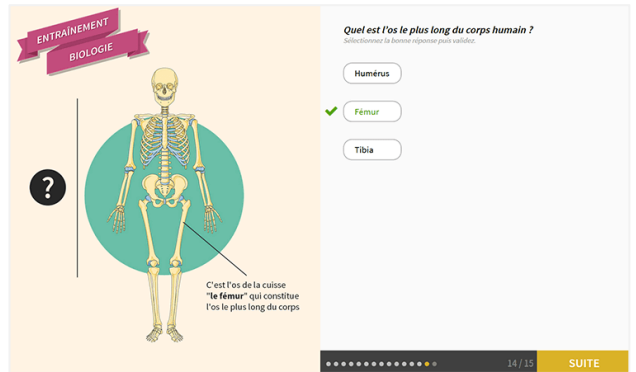 ENTRAÎNEMENT
BIOLOGIE
?
C'est l'os de la cuisse
"le fémur" qui constitue
l'os le plus long du corps
Quel est l'os le plus long du corps humain ?
Sélectionnez la bonne réponse puis validez.
Humérus
Fémur
Tibia
14 / 15
SUITE